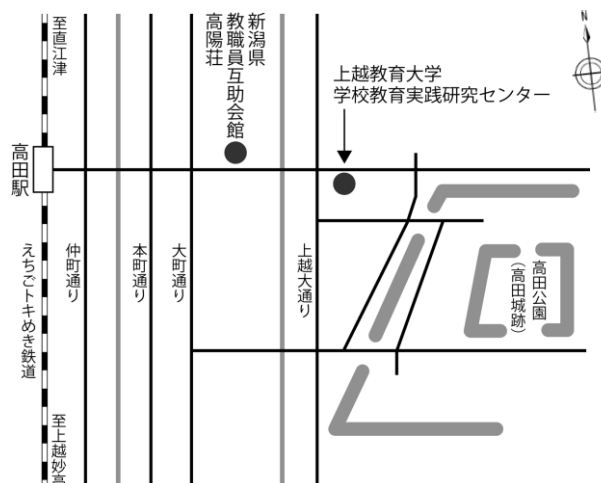 至直江津
新潟県
教職員互助会館
高陽荘
上越教育大学
学校教育実践研究センター
N
高田駅
えちごトキめき鉄道
仲町通り
本町通り
大町通り
上越大通り
高田公園
(高田城跡)
至上越妙高